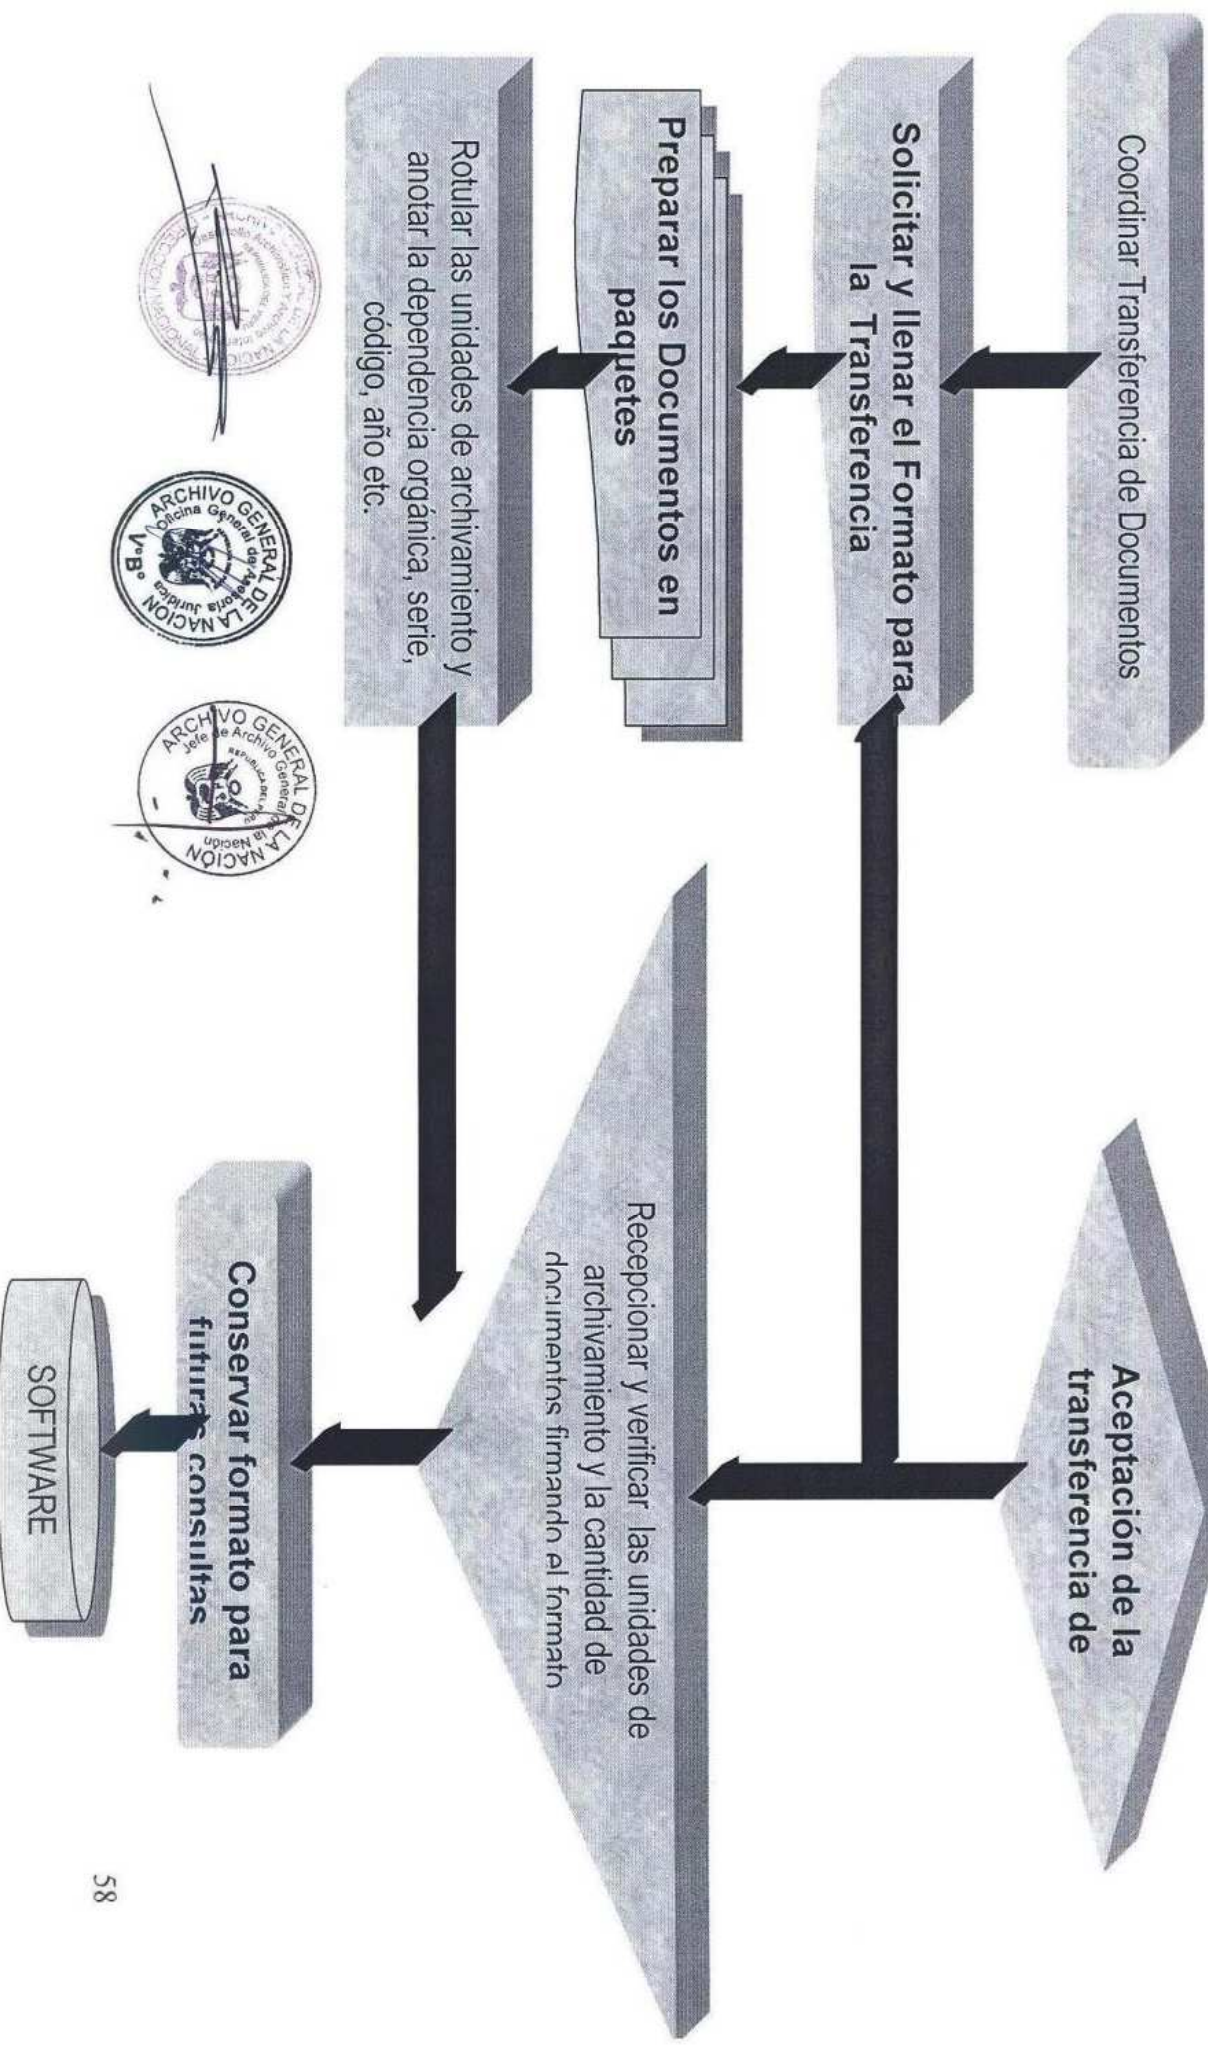 Coordinar Transferencia de Documentos
Solicitar y llenar el Formato para
la Transferencia
Preparar los Documentos en
paquetes
Rotular las unidades de archivamiento y
anotar la dependencia orgánica, serie,
código, año etc.
Aceptación de la
transferencia de
Recepcionar y verificar las unidades de
archivamiento y la cantidad de
documentos firmando el formato
Conservar formato para
futuras consultas
SOFTWARE
ARCHIVO GENERAL DE LA NACIÓN
Oficina General de Asesoría Jurídica
V°B°
ARCHIVO GENERAL DE LA NACIÓN
Jefe de Archivo General de la Nación
REPUBLICA DEL PERU
58